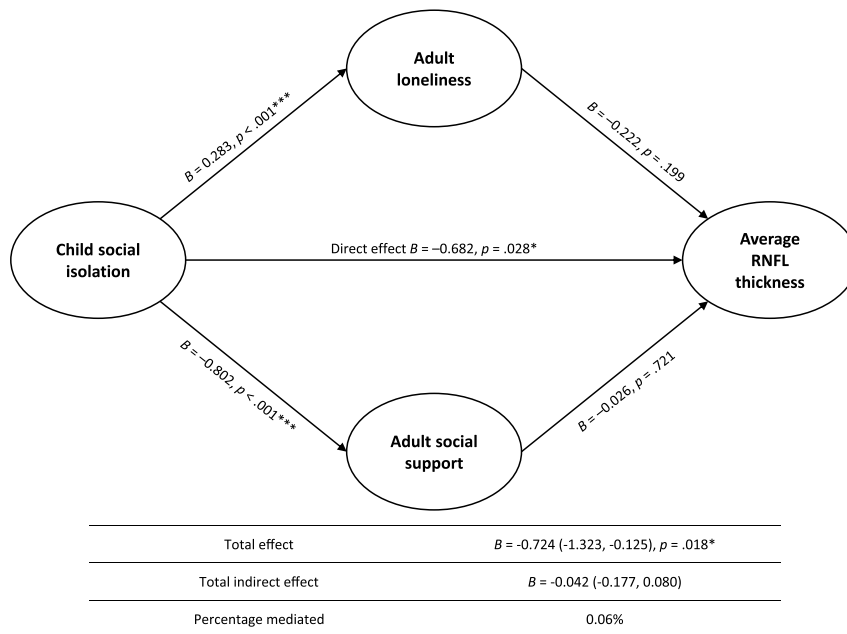 Adult
loneliness
B = 0.283, p < .001***
B = –0.222, p = .199
Child social
isolation
Direct effect B = –0.682, p = .028*
Average
RNFL
thickness
B = –0.802, p < .001***
B = –0.026, p = .721
Adult social
support
Total effect B = -0.724 (-1.323, -0.125), p = .018*
Total indirect effect B = -0.042 (-0.177, 0.080)
Percentage mediated 0.06%